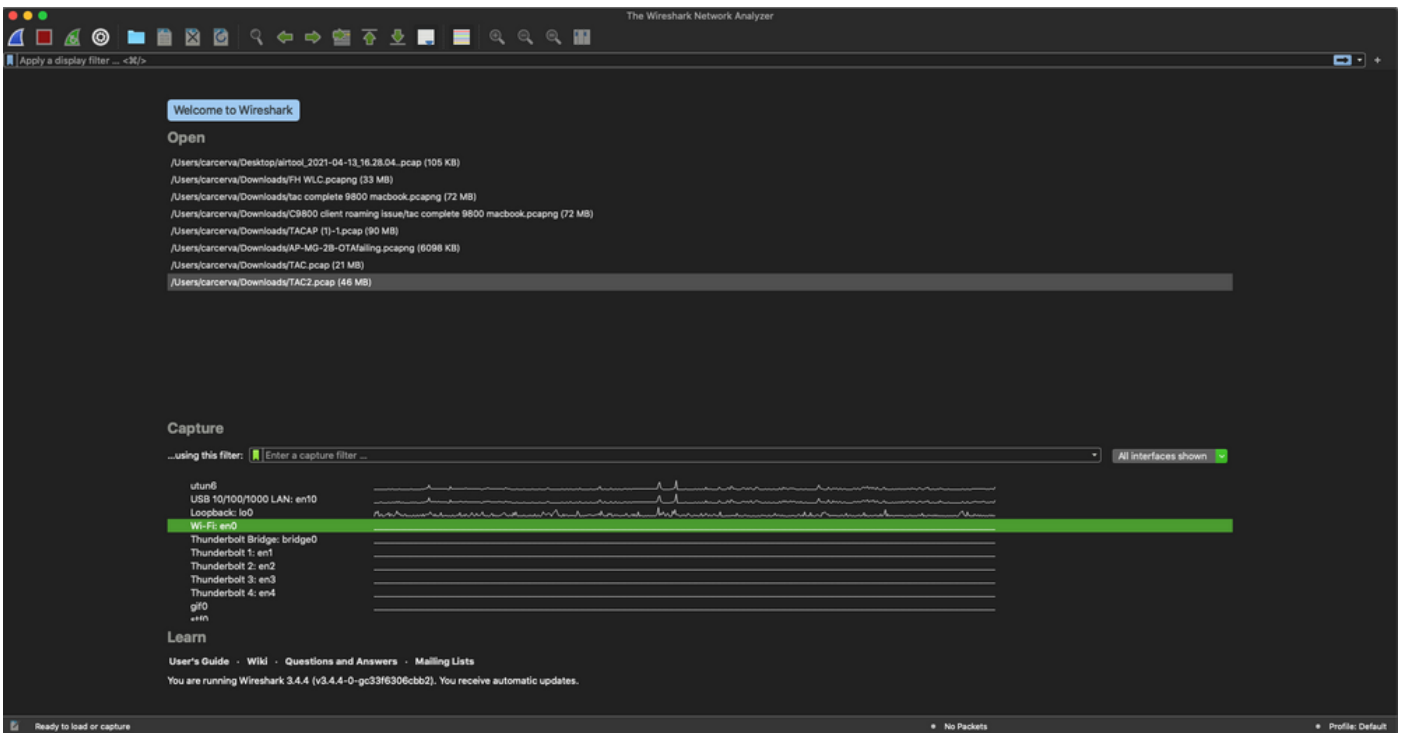 The Wireshark Network Analyzer
Apply a display filter ... <⌘/>
Welcome to Wireshark
Open
/Users/carcerva/Desktop/airtool_2021-04-13_16.28.04..pcap (105 KB)
/Users/carcerva/Downloads/FH WLC.pcapng (33 MB)
/Users/carcerva/Downloads/tac complete 9800 macbook.pcapng (72 MB)
/Users/carcerva/Downloads/C9800 client roaming issue/tac complete 9800 macbook.pcapng (72 MB)
/Users/carcerva/Downloads/TACAP (1)-1.pcap (90 MB)
/Users/carcerva/Downloads/AP-MG-2B-OTAfailing.pcapng (6098 KB)
/Users/carcerva/Downloads/TAC.pcap (21 MB)
/Users/carcerva/Downloads/TAC2.pcap (46 MB)
Capture
...using this filter: Enter a capture filter ... All interfaces shown
utun6
USB 10/100/1000 LAN: en10
Loopback: lo0
Wi-Fi: en0
Thunderbolt Bridge: bridge0
Thunderbolt 1: en1
Thunderbolt 2: en2
Thunderbolt 3: en3
Thunderbolt 4: en4
gif0
Learn
User's Guide · Wiki · Questions and Answers · Mailing Lists
You are running Wireshark 3.4.4 (v3.4.4-0-gc33f6306cbb2). You receive automatic updates.
Ready to load or capture No Packets Profile: Default